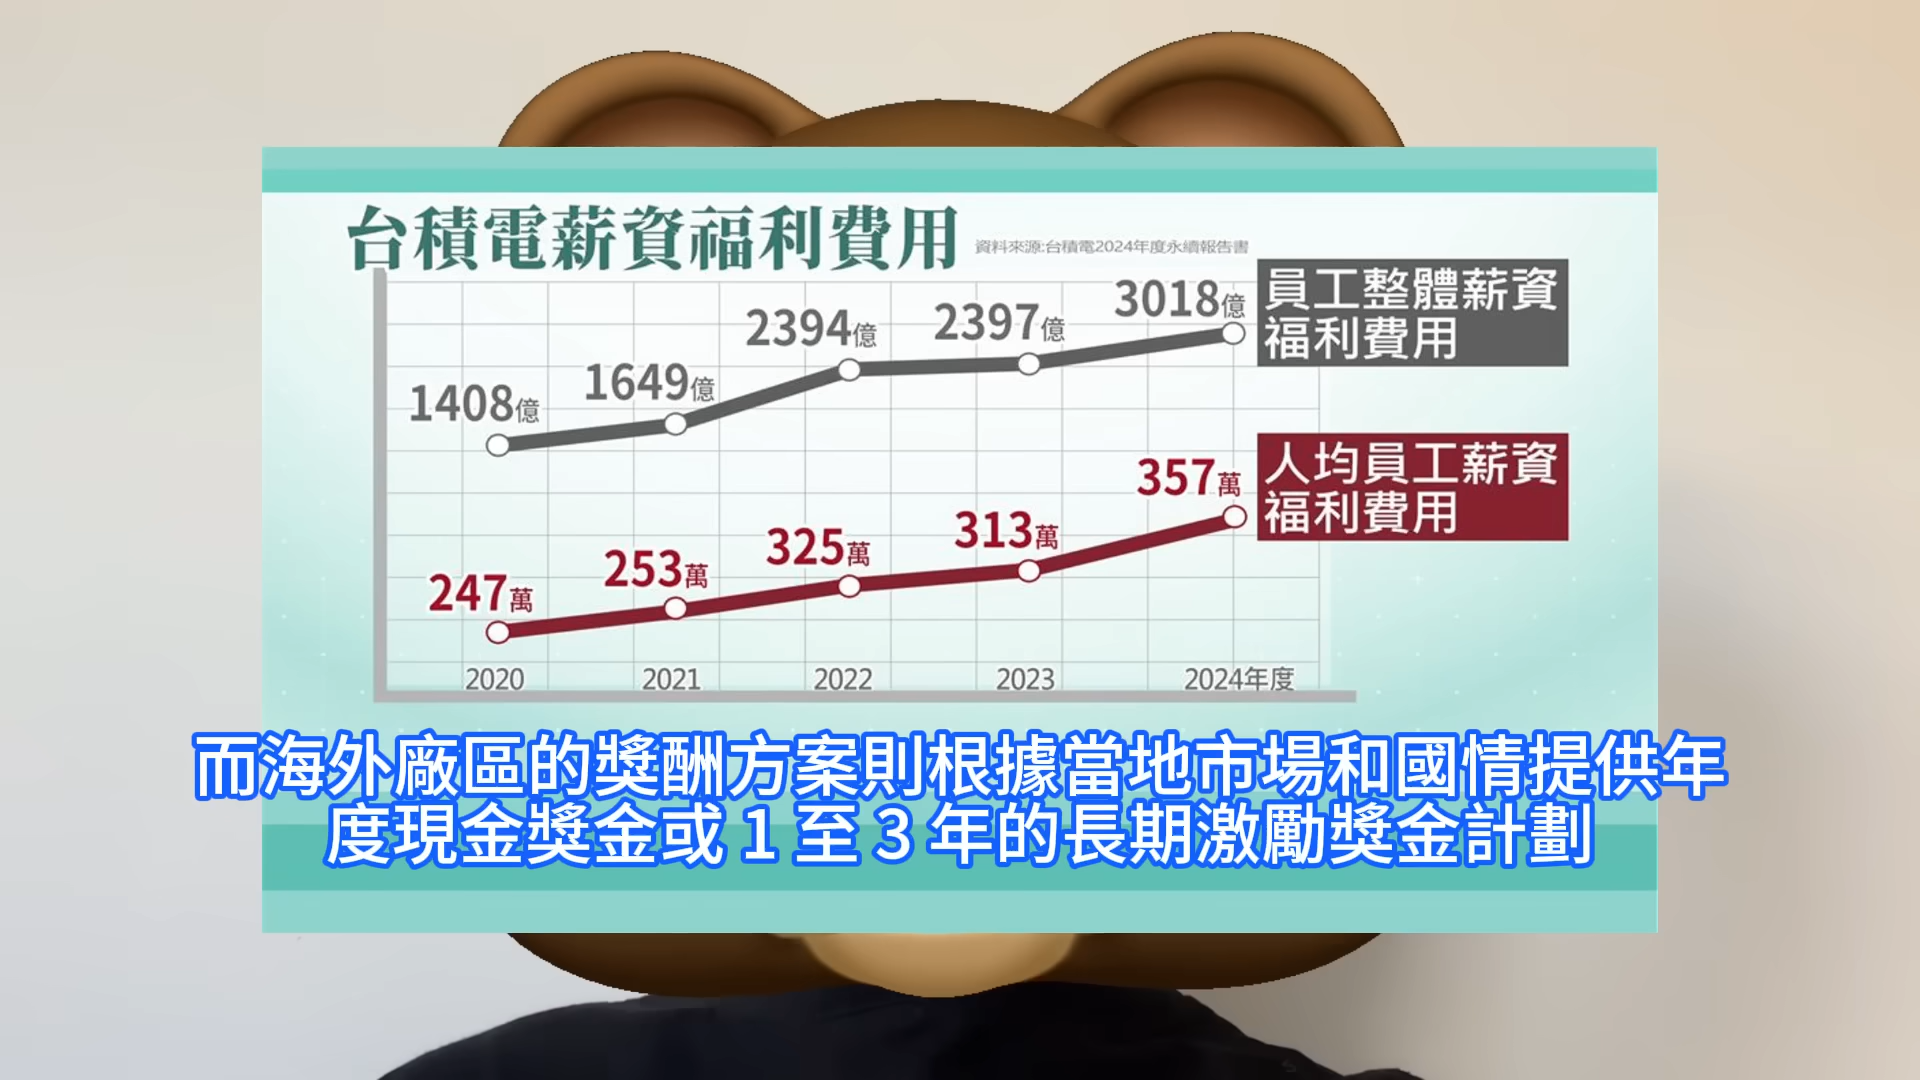 台積電薪資福利費用
資料來源:台積電2024年度永續報告書
員工整體薪資
福利費用
1408億
1649億
2394億
2397億
3018億
人均員工薪資
福利費用
247萬
253萬
325萬
313萬
357萬
2020
2021
2022
2023
2024年度
而海外廠區的獎酬方案則根據當地市場和國情提供年
度現金獎金或1至3年的長期激勵獎金計劃